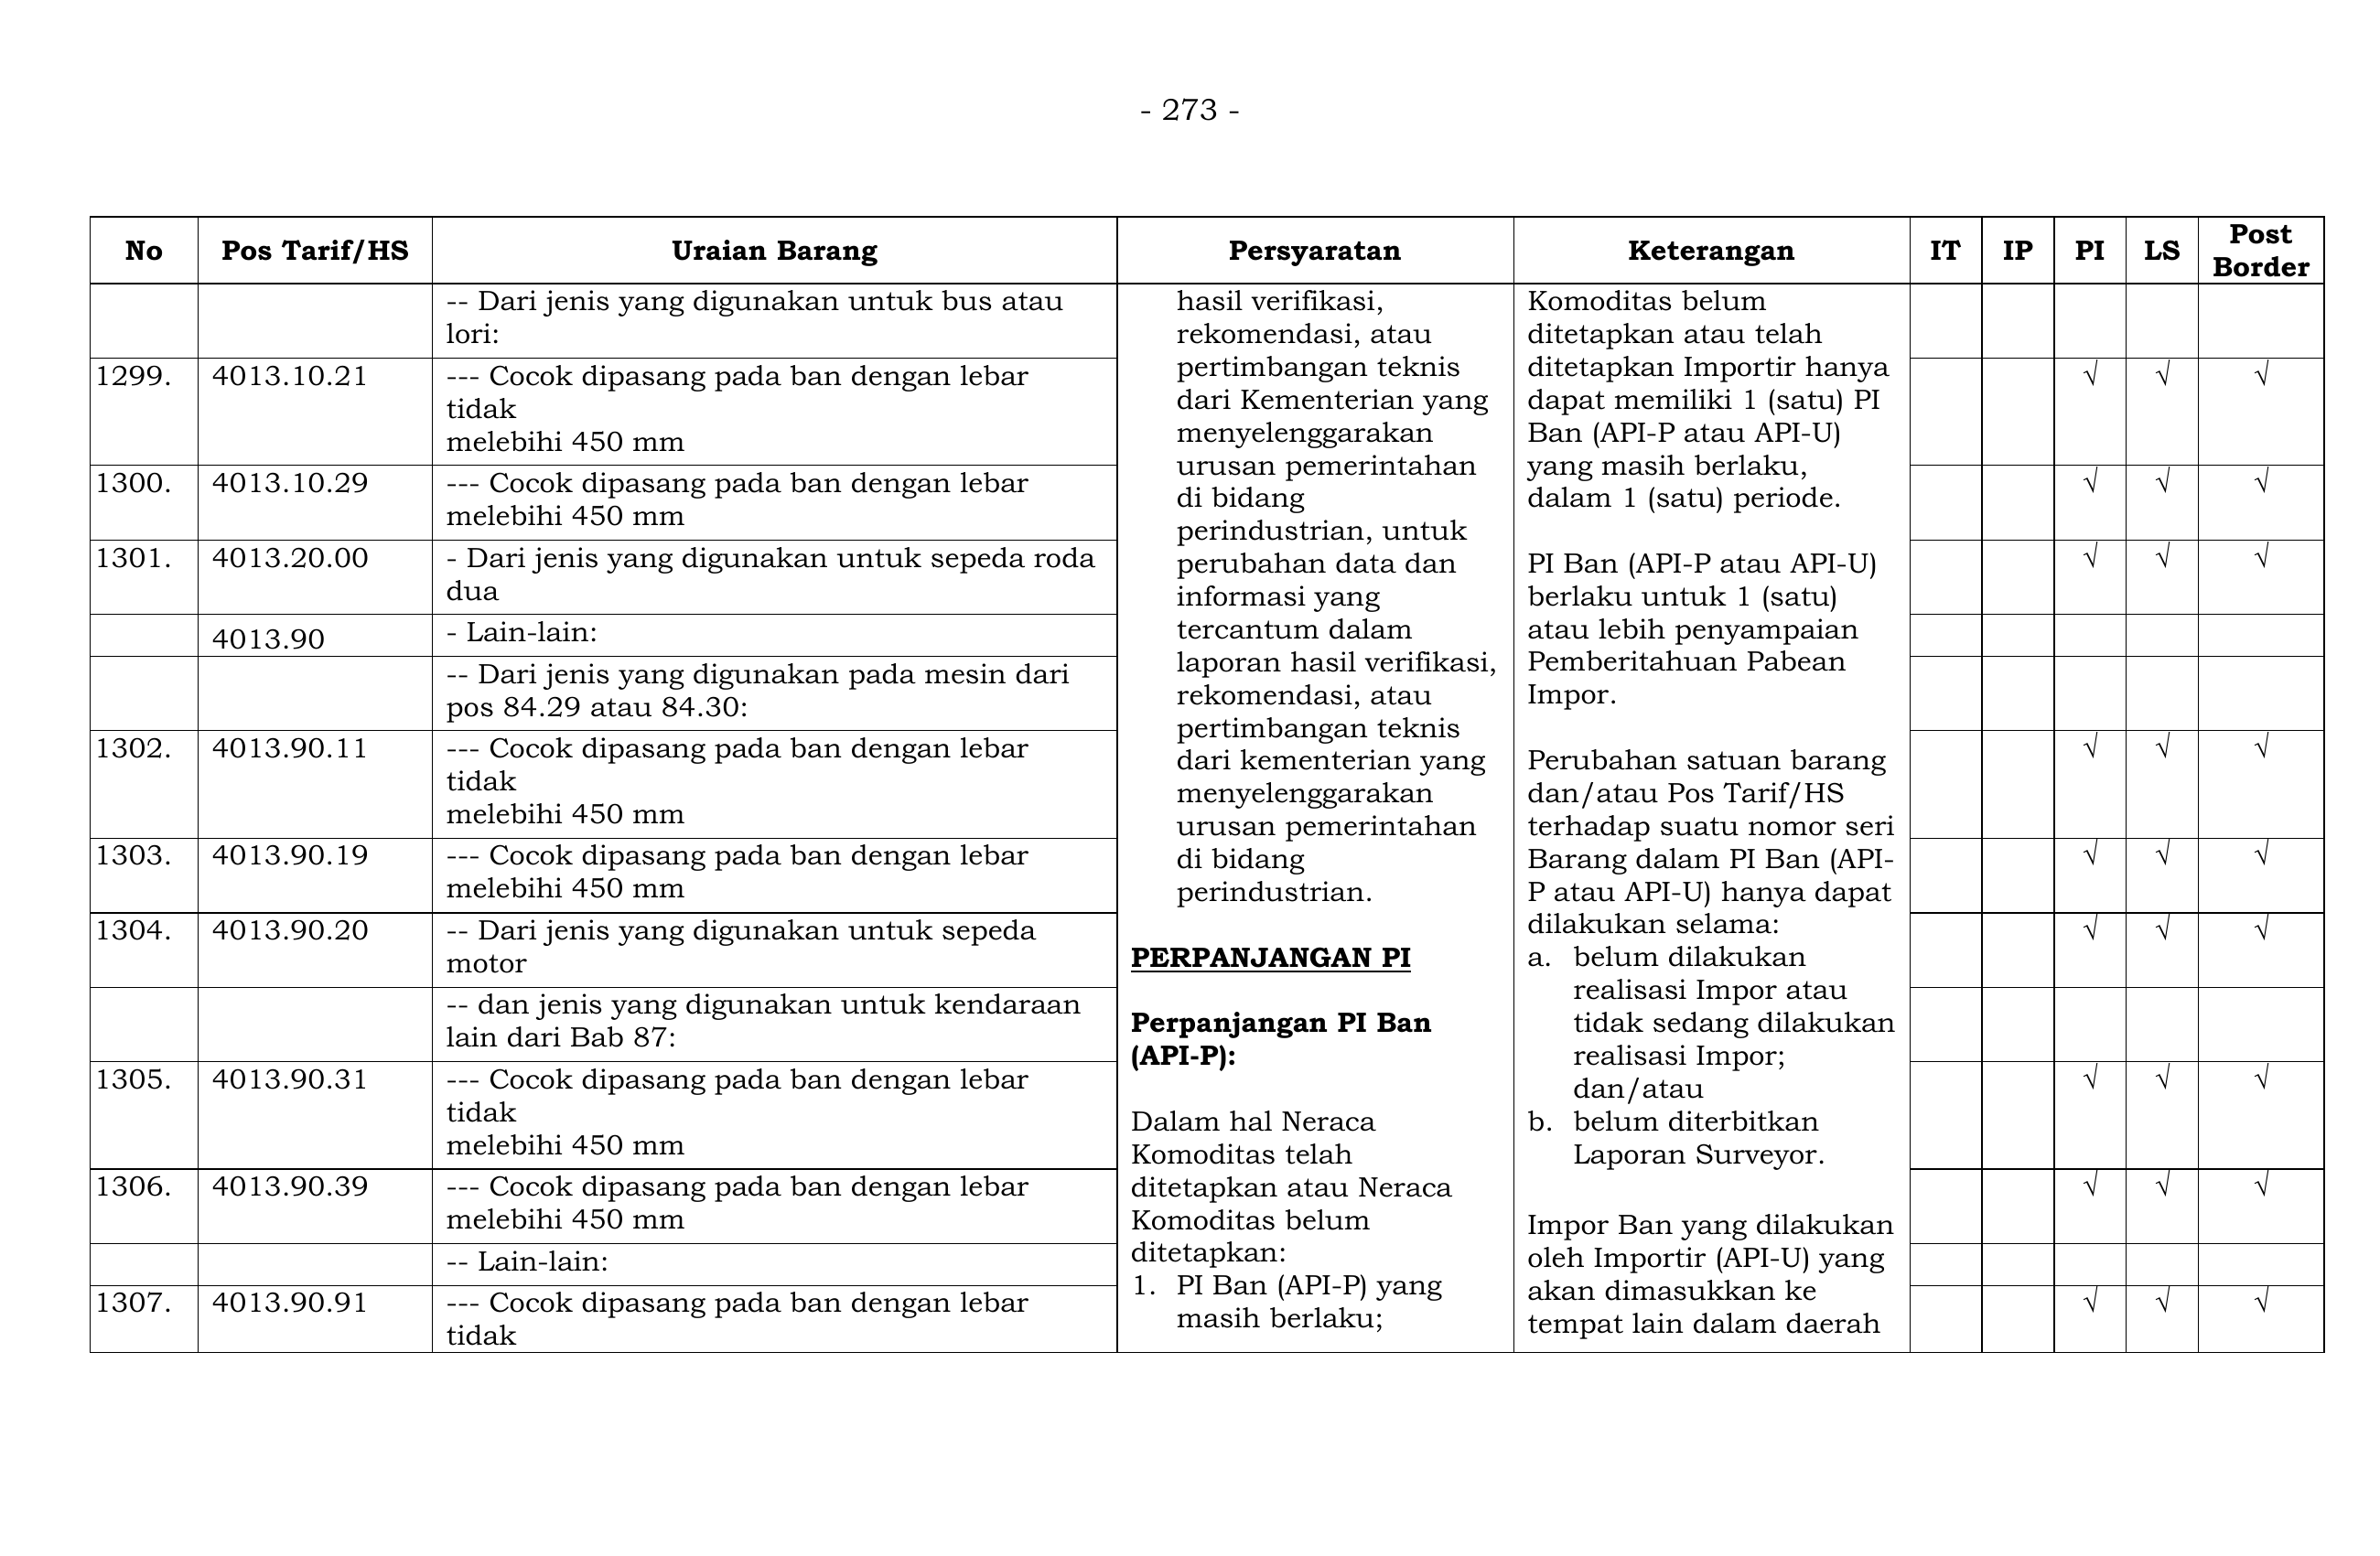 - 273 -
No Pos Tarif/HS Uraian Barang Persyaratan Keterangan IT IP PI LS Post Border
-- Dari jenis yang digunakan untuk bus atau
lori:
1299. 4013.10.21 --- Cocok dipasang pada ban dengan lebar
tidak
melebihi 450 mm
√ √ √
1300. 4013.10.29 --- Cocok dipasang pada ban dengan lebar
melebihi 450 mm
√ √ √
1301. 4013.20.00 - Dari jenis yang digunakan untuk sepeda roda
dua
√ √ √
4013.90 - Lain-lain:
-- Dari jenis yang digunakan pada mesin dari
pos 84.29 atau 84.30:
1302. 4013.90.11 --- Cocok dipasang pada ban dengan lebar
tidak
melebihi 450 mm
√ √ √
1303. 4013.90.19 --- Cocok dipasang pada ban dengan lebar
melebihi 450 mm
√ √ √
1304. 4013.90.20 -- Dari jenis yang digunakan untuk sepeda
motor
√ √ √
-- dan jenis yang digunakan untuk kendaraan
lain dari Bab 87:
1305. 4013.90.31 --- Cocok dipasang pada ban dengan lebar
tidak
melebihi 450 mm
√ √ √
1306. 4013.90.39 --- Cocok dipasang pada ban dengan lebar
melebihi 450 mm
√ √ √
-- Lain-lain:
1307. 4013.90.91 --- Cocok dipasang pada ban dengan lebar
tidak
√ √ √
hasil verifikasi,
rekomendasi, atau
pertimbangan teknis
dari Kementerian yang
menyelenggarakan
urusan pemerintahan
di bidang
perindustrian, untuk
perubahan data dan
informasi yang
tercantum dalam
laporan hasil verifikasi,
rekomendasi, atau
pertimbangan teknis
dari kementerian yang
menyelenggarakan
urusan pemerintahan
di bidang
perindustrian.
PERPANJANGAN PI
Perpanjangan PI Ban
(API-P):
Dalam hal Neraca
Komoditas telah
ditetapkan atau Neraca
Komoditas belum
ditetapkan:
1. PI Ban (API-P) yang
masih berlaku;
Komoditas belum
ditetapkan atau telah
ditetapkan Importir hanya
dapat memiliki 1 (satu) PI
Ban (API-P atau API-U)
yang masih berlaku,
dalam 1 (satu) periode.
PI Ban (API-P atau API-U)
berlaku untuk 1 (satu)
atau lebih penyampaian
Pemberitahuan Pabean
Impor.
Perubahan satuan barang
dan/atau Pos Tarif/HS
terhadap suatu nomor seri
Barang dalam PI Ban (API-
P atau API-U) hanya dapat
dilakukan selama:
a. belum dilakukan
realisasi Impor atau
tidak sedang dilakukan
realisasi Impor;
dan/atau
b. belum diterbitkan
Laporan Surveyor.
Impor Ban yang dilakukan
oleh Importir (API-U) yang
akan dimasukkan ke
tempat lain dalam daerah